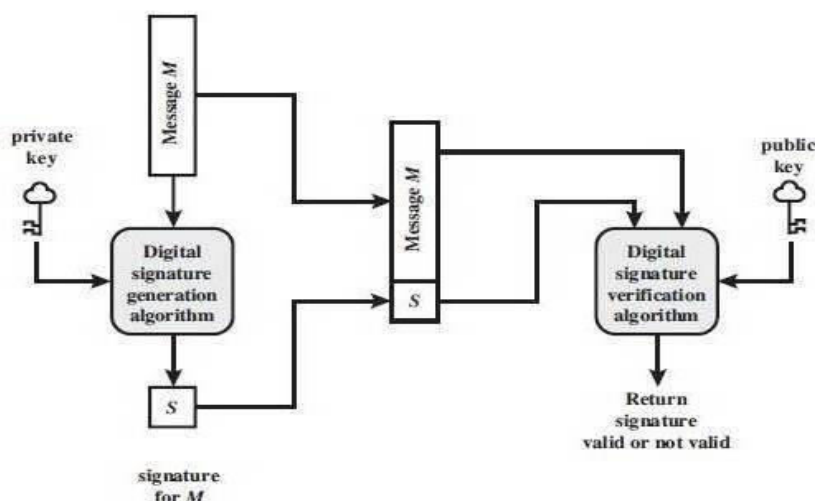 Message M
private
key
Digital
signature
generation
algorithm
S
signature
for M
Message M
S
public
key
Digital
signature
verification
algorithm
Return
signature
valid or not valid